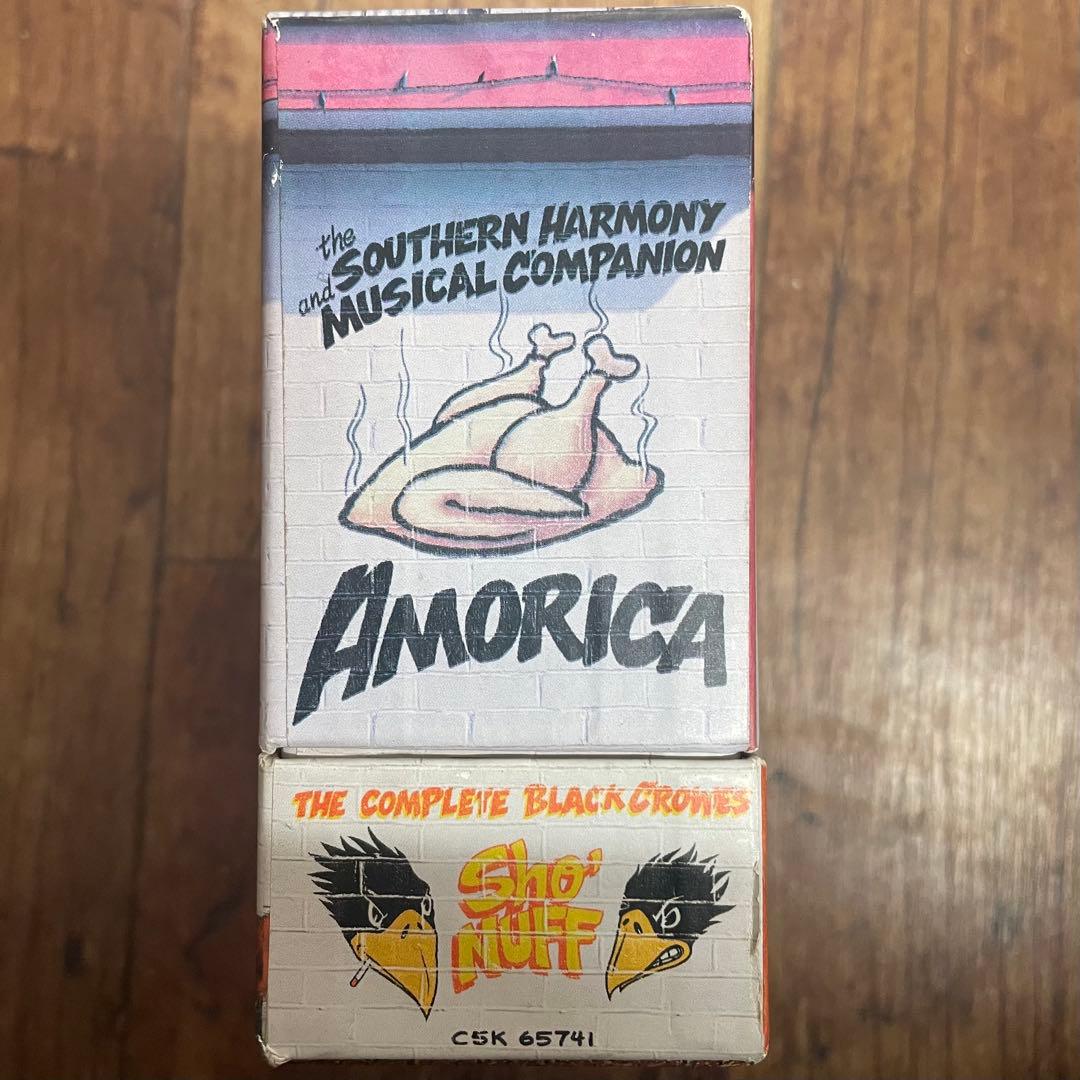 the SOUTHERN HARMONY
and MUSICAL COMPANION
AMORICA
THE COMPLETE BLACK CROWES
Sho'
NUFF
C5K 65741